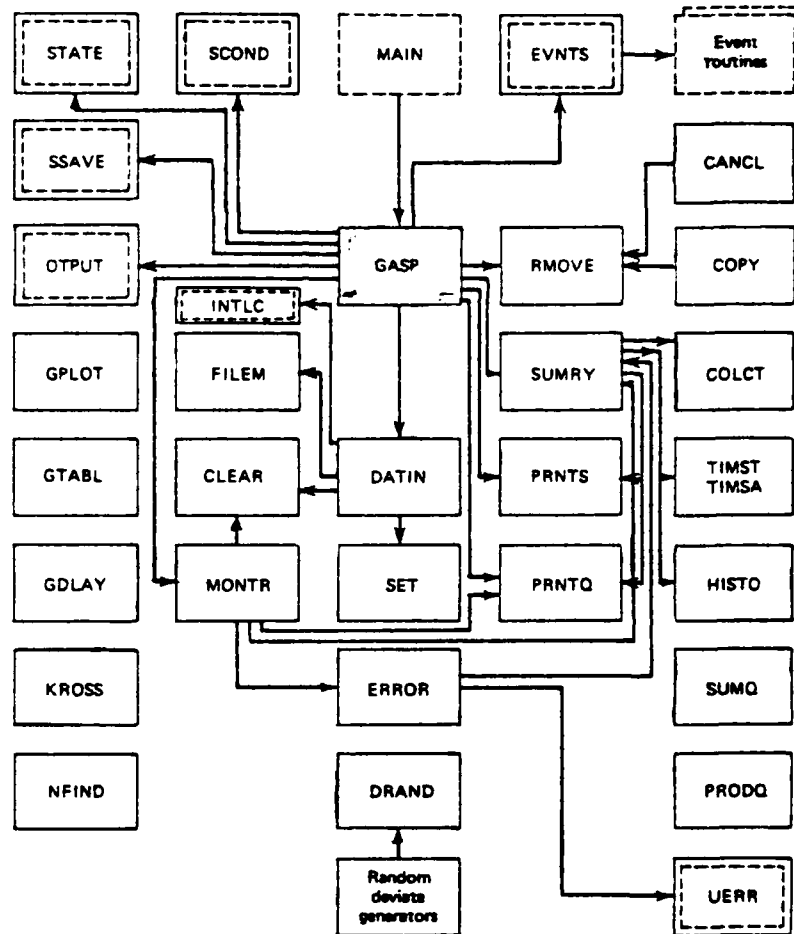 STATE
SCOND
MAIN
EVNTS
Event
routines
SSAVE
CANCL
OTPUT
GASP
RMOVE
COPY
INTLC
GPLOT
FILEM
SUMRY
COLCT
GTABL
CLEAR
DATIN
PRNTS
TIMST
TIMSA
GDLAY
MONTR
SET
PRNTQ
HISTO
KROSS
ERROR
SUMQ
NFIND
DRAND
PRODQ
Random
deviate
generators
UERR